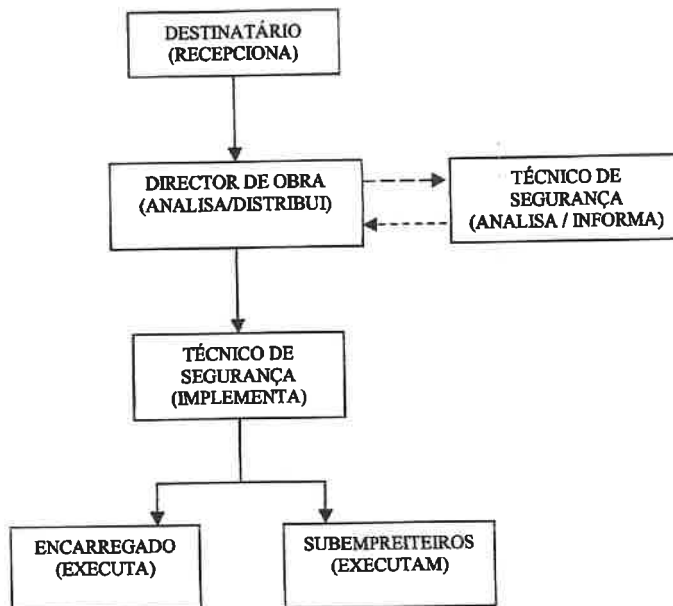 DESTINATÁRIO
(RECEPCIONA)
DIRECTOR DE OBRA
(ANALISA/DISTRIBUI)
TÉCNICO DE
SEGURANÇA
(ANALISA / INFORMA)
TÉCNICO DE
SEGURANÇA
(IMPLEMENTA)
ENCARREGADO
(EXECUTA)
SUBEMPREITEIROS
(EXECUTAM)